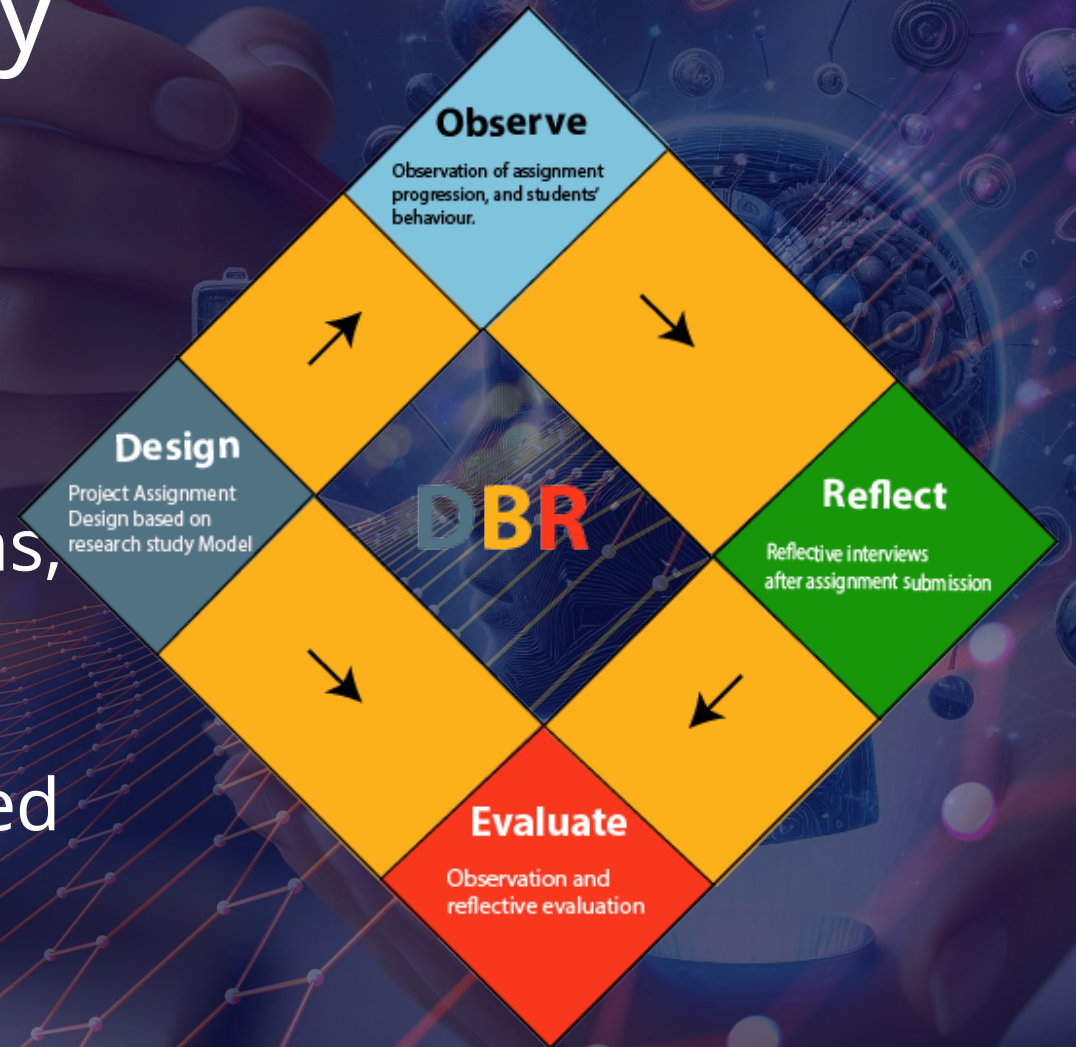 y
Observe
Observation of assignment
progression, and students'
behaviour.
Design
Project Assignment
Design based on
research study Model
DBR
Reflect
Reflective interviews
after assignment submission
s,
ed
Evaluate
Observation and
reflective evaluation